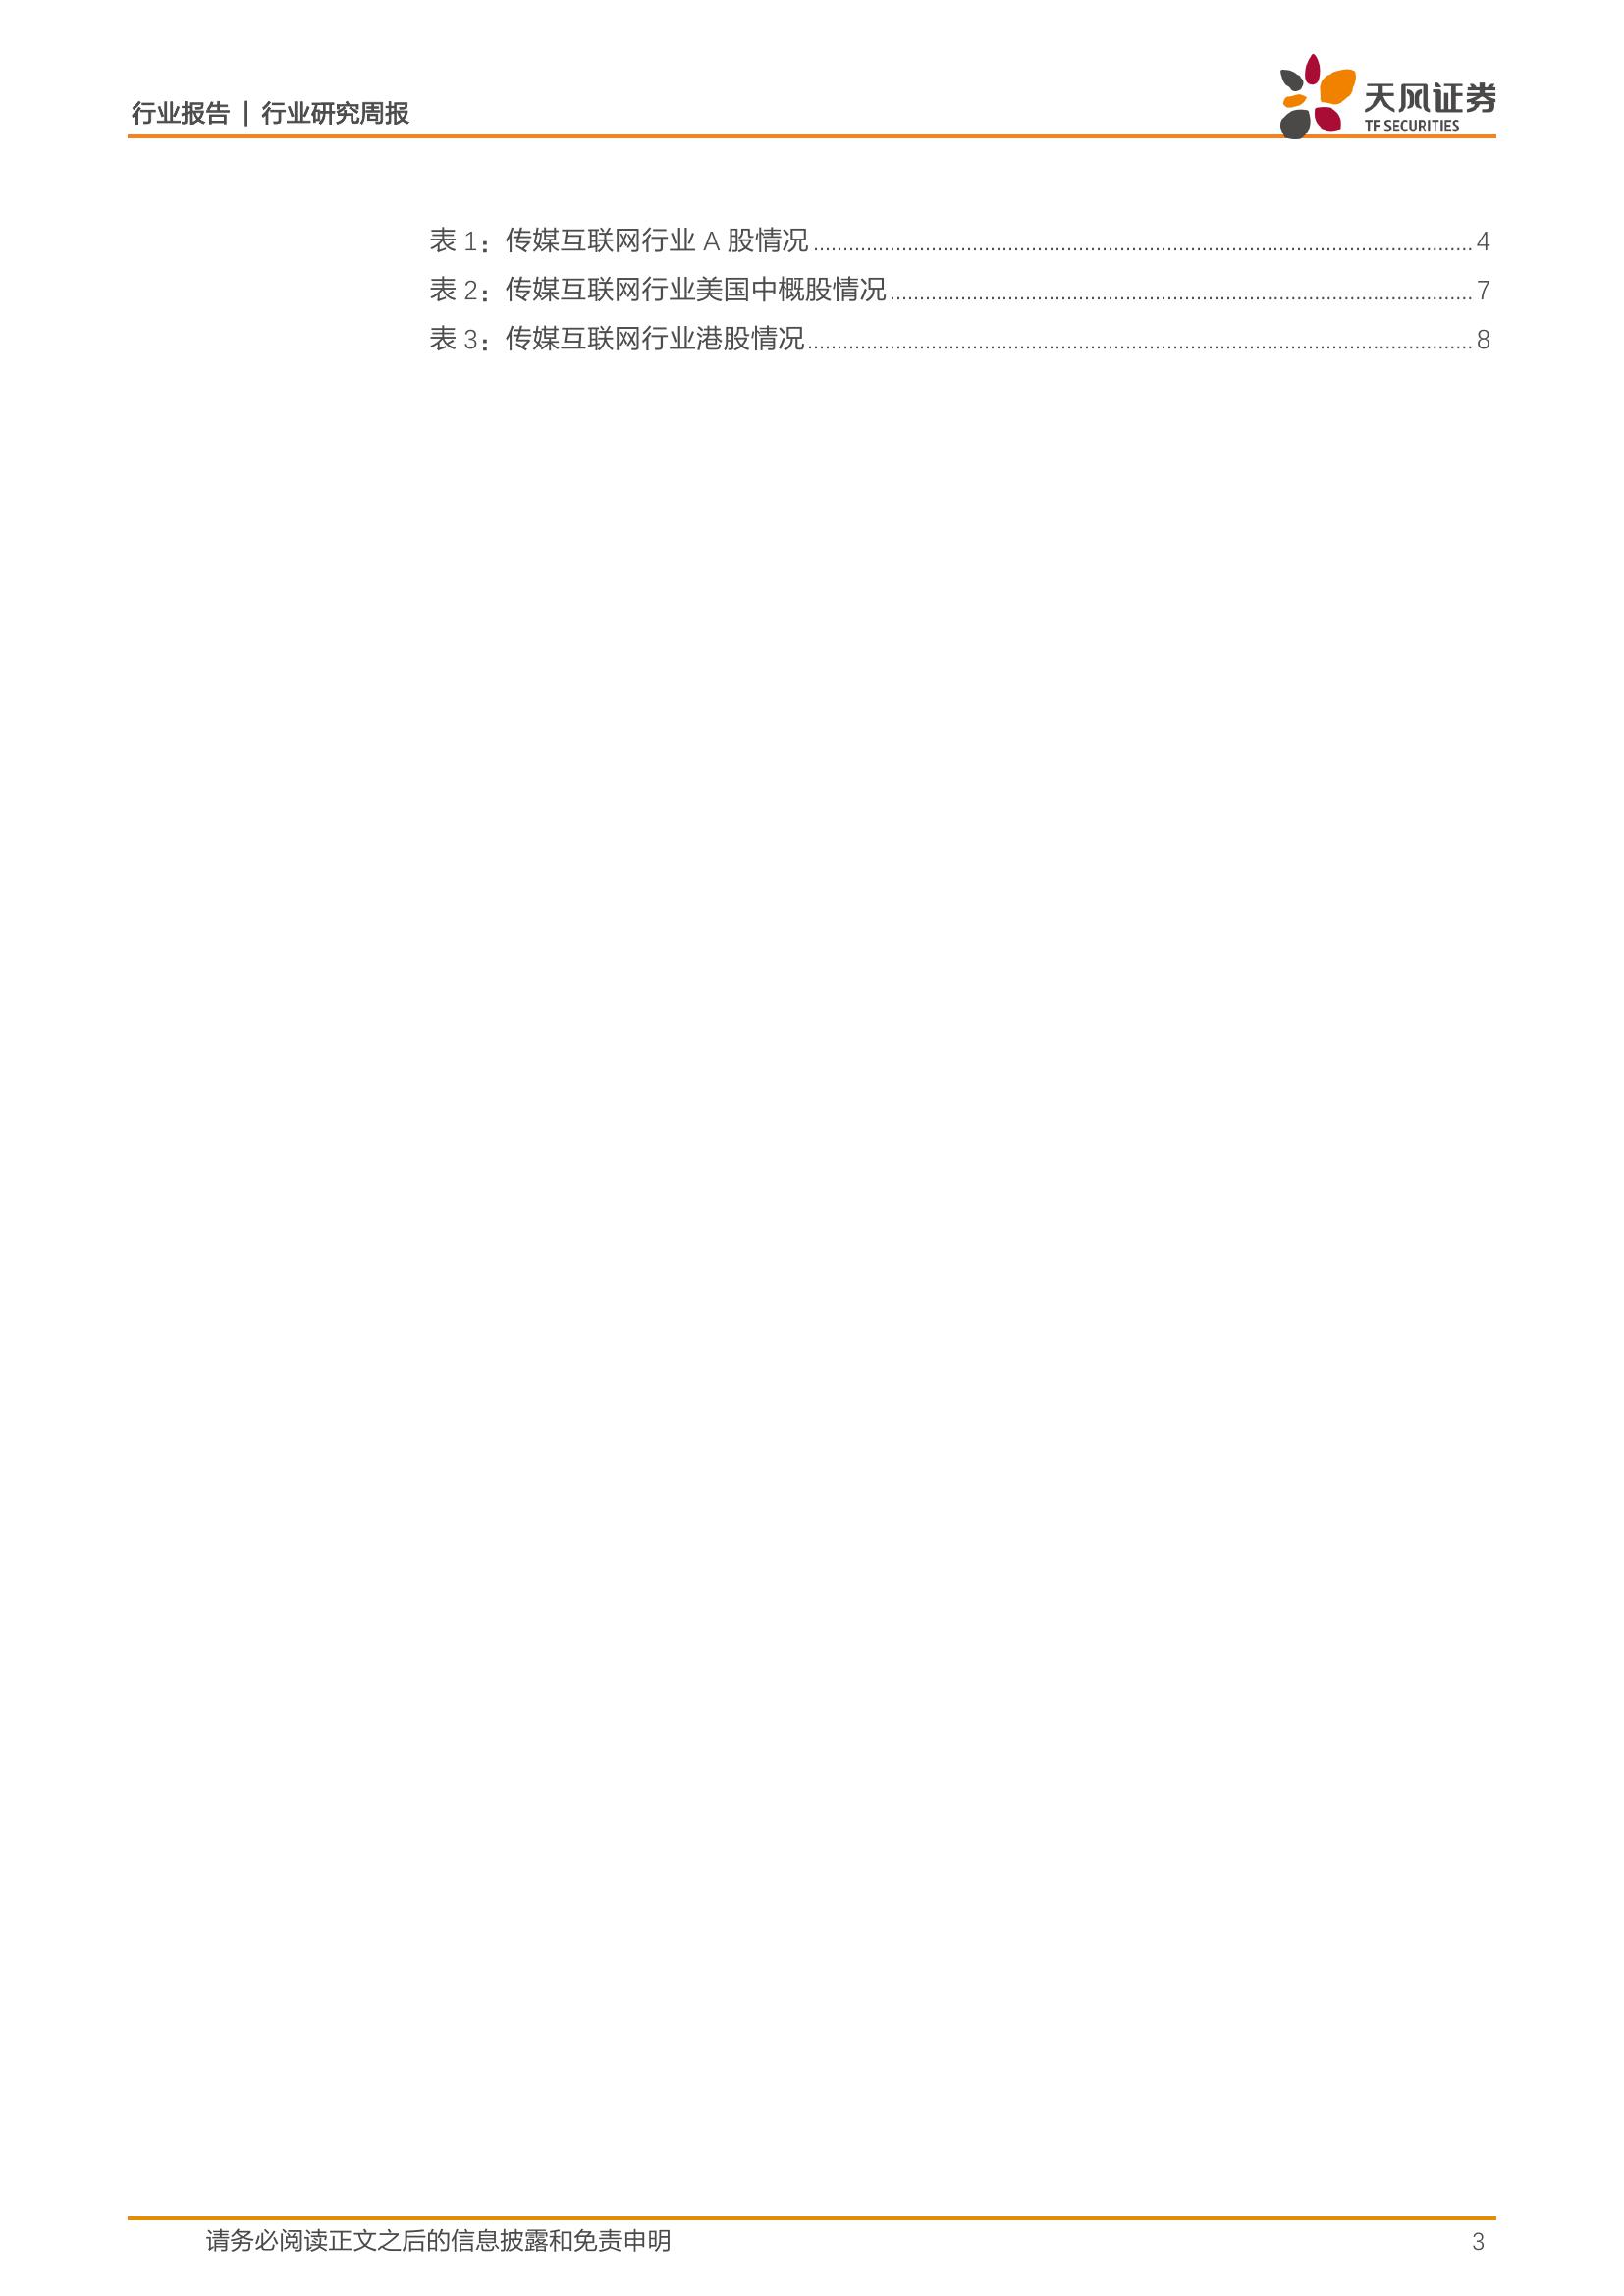 行业报告 | 行业研究周报
天风证券
TF SECURITIES
表 1：传媒互联网行业 A 股情况 4
表 2：传媒互联网行业美国中概股情况 7
表 3：传媒互联网行业港股情况 8
请务必阅读正文之后的信息披露和免责申明 3